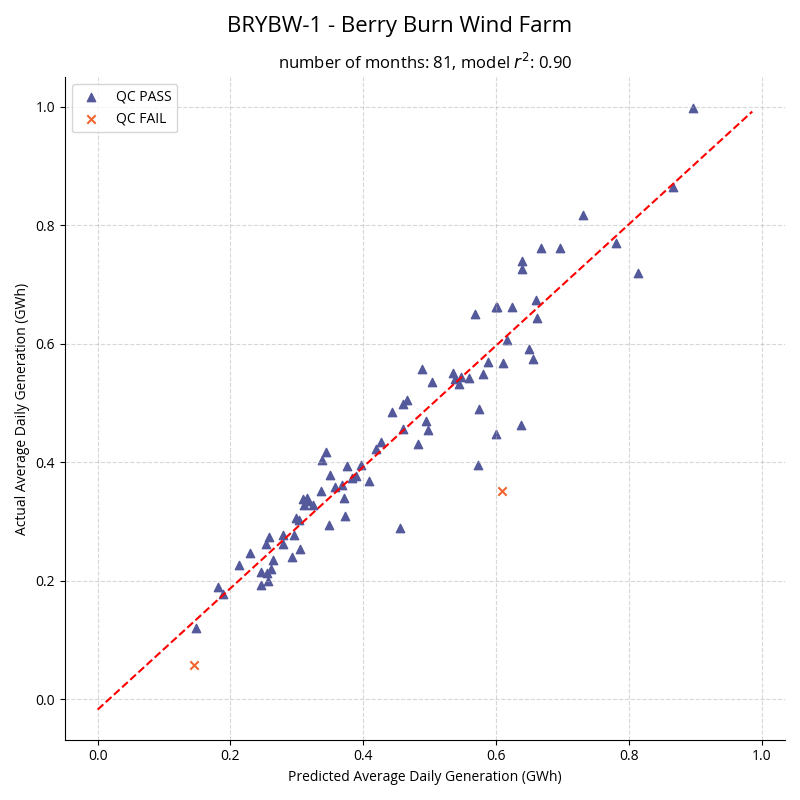 BRYBW-1 - Berry Burn Wind Farm
number of months: 81, model r²: 0.90
QC PASS
QC FAIL
Actual Average Daily Generation (GWh)
1.0
0.8
0.6
0.4
0.2
0.0
0.0 0.2 0.4 0.6 0.8 1.0
Predicted Average Daily Generation (GWh)